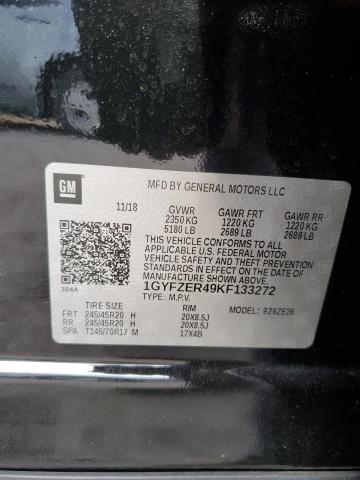 GM
MFD BY GENERAL MOTORS LLC
11/18 GVWR GAWR FRT GAWR RR
2350 KG 1220 KG 1220 KG
5180 LB 2689 LB 2689 LB
THIS VEHICLE CONFORMS TO ALL
APPLICABLE U.S. FEDERAL MOTOR
VEHICLE SAFETY AND BUMPER
STANDARDS IN EFFECT ON THE DATE OF
MANUFACTURE SHOWN ABOVE.
1GYFZER49KF133272
384A TYPE: M.P.V. MODEL: 926ZE26
TIRE SIZE RIM
FRT 245/45R20 H 20X8.5J
RR 245/45R20 H 20X8.5J
SPA T145/70R17 M 17X4B